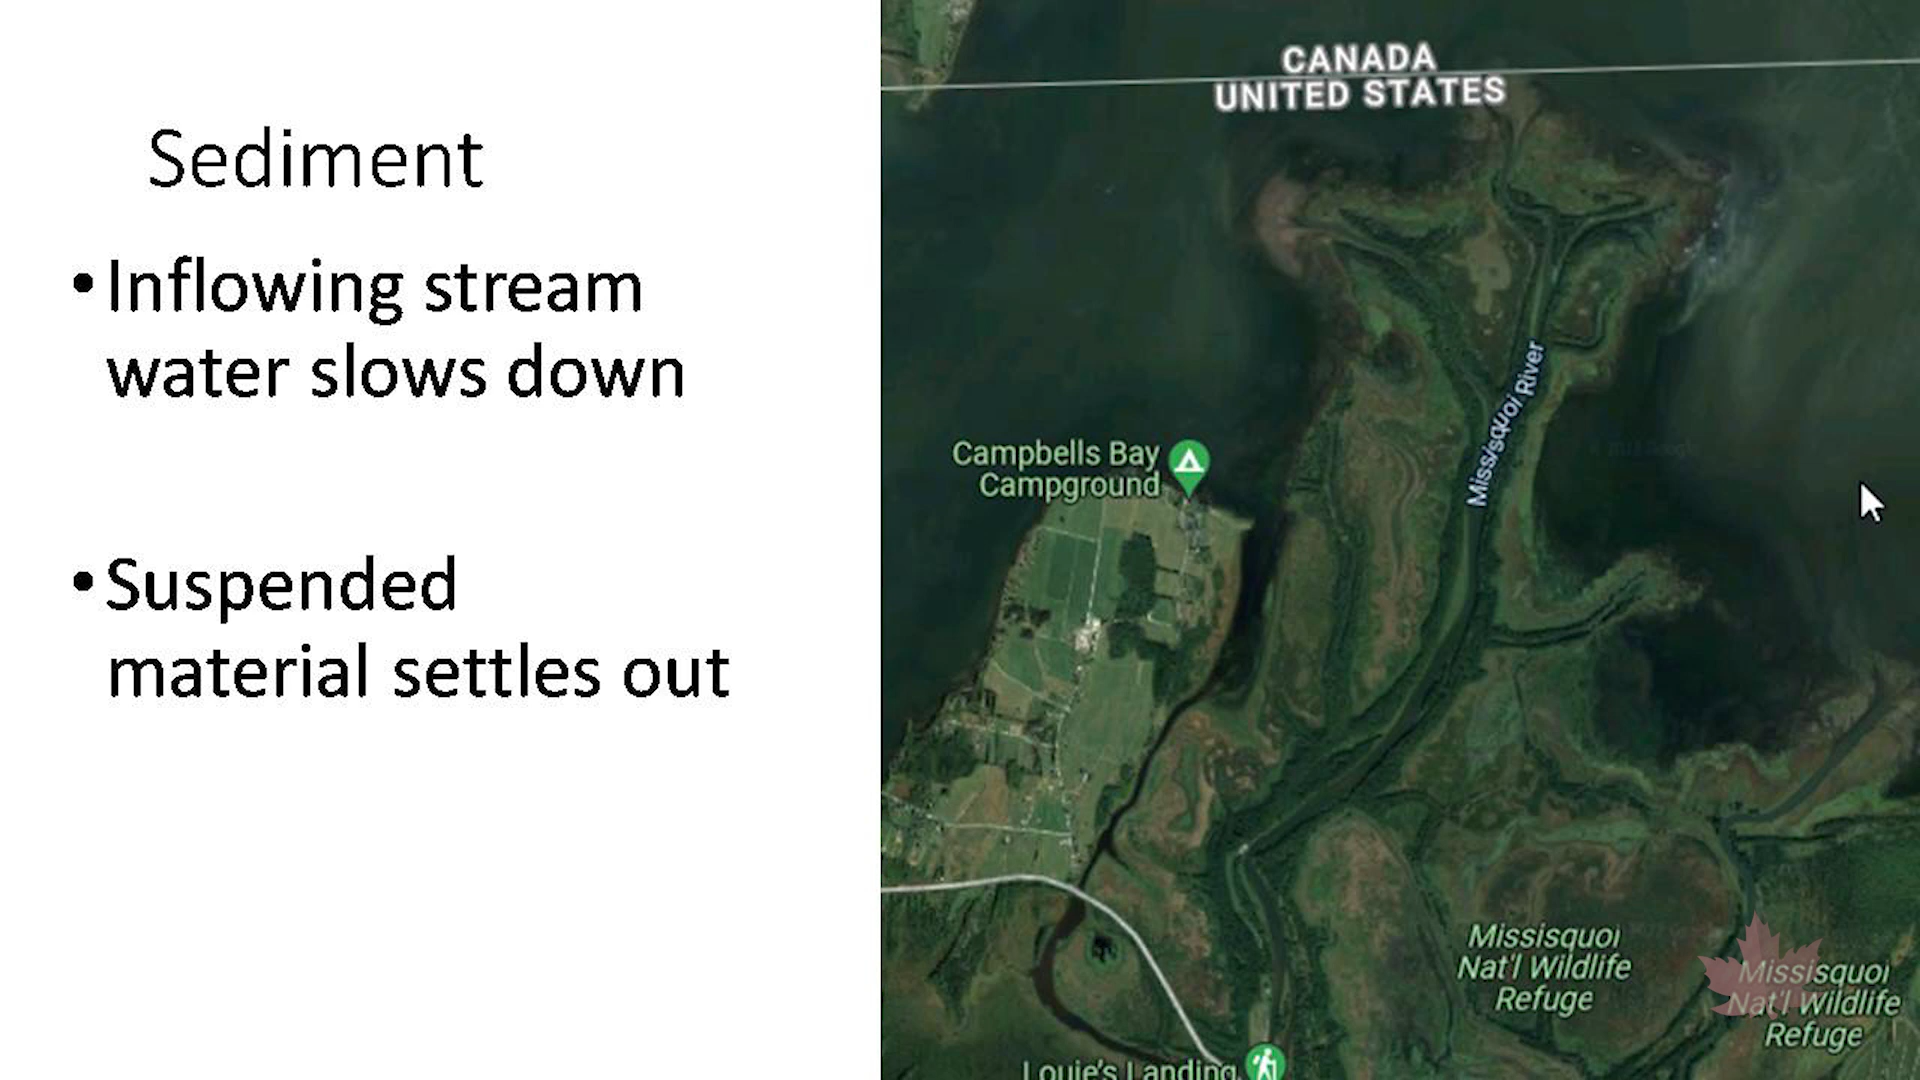 Sediment
• Inflowing stream
water slows down
• Suspended
material settles out
CANADA
UNITED STATES
Missisquoi River
Campbells Bay
Campground
Missisquoi
Nat'l Wildlife
Refuge
Missisquoi
Nat'l Wildlife
Refuge
Louie's Landing